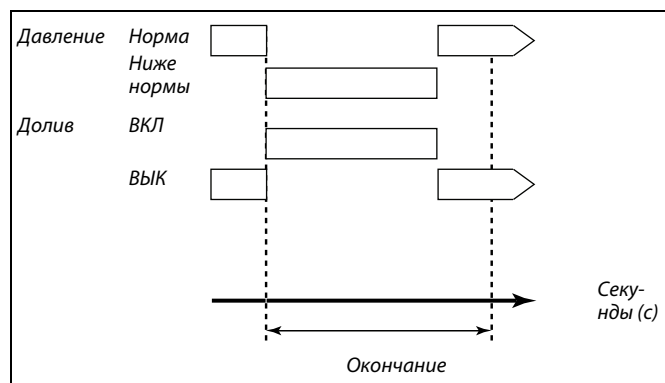 Давление Норма
Ниже
нормы
Долив ВКЛ
ВЫК
Секу-
нды (с)
Окончание